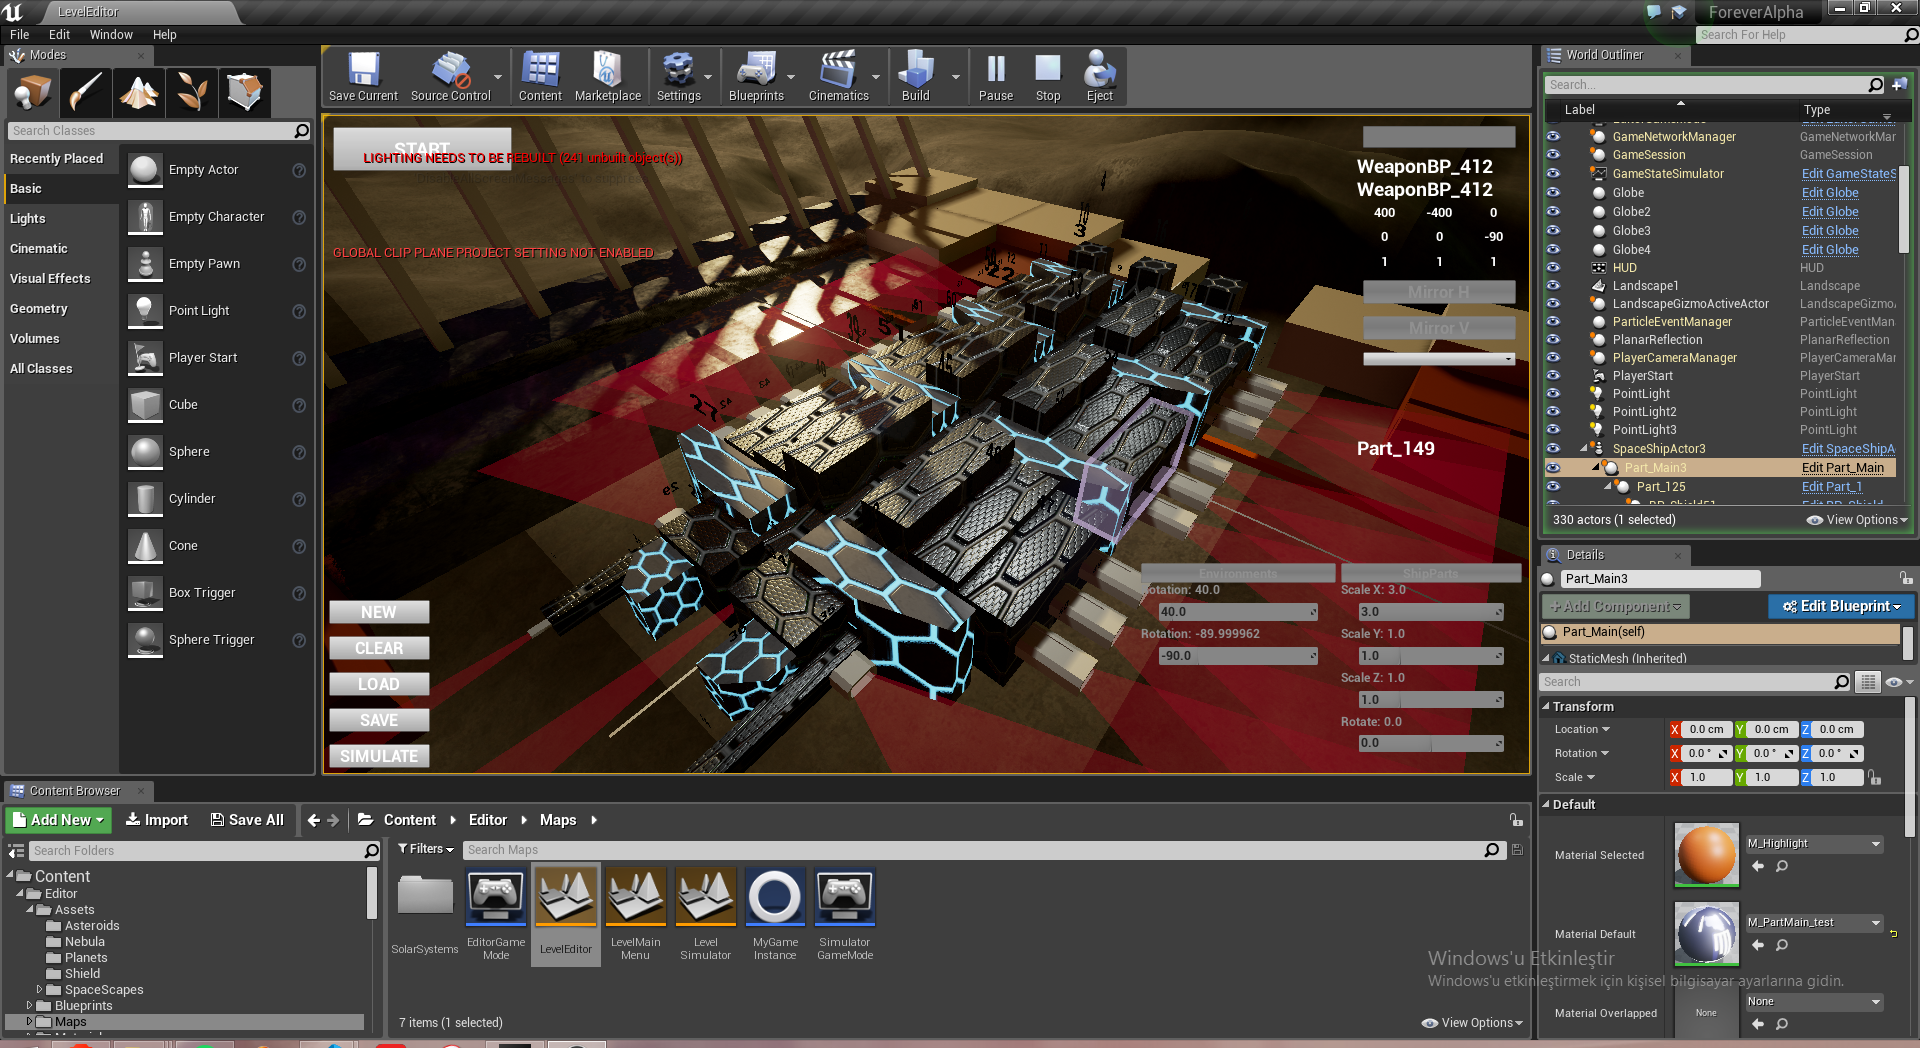 LevelEditor
ForeverAlpha
File Edit Window Help
Search For Help
Modes
Search Classes
Recently Placed
Basic
Lights
Cinematic
Visual Effects
Geometry
Volumes
All Classes
Empty Actor
Empty Character
Empty Pawn
Point Light
Player Start
Cube
Sphere
Cylinder
Cone
Box Trigger
Sphere Trigger
Save Current
Source Control
Content
Marketplace
Settings
Blueprints
Cinematics
Build
Pause
Stop
Eject
START
LIGHTING NEEDS TO BE REBUILT (241 unbuilt object(s))
GLOBAL CLIP PLANE PROJECT SETTING NOT ENABLED
WeaponBP_412
WeaponBP_412
400 -400 0
0 0 -90
1 1 1
Mirror H
Mirror V
Part_149
Environments
ShipParts
otation: 40.0
40.0
Rotation: -89.999962
-90.0
Scale X: 3.0
3.0
Scale Y: 1.0
1.0
Scale Z: 1.0
1.0
Rotate: 0.0
0.0
NEW
CLEAR
LOAD
SAVE
SIMULATE
World Outliner
Search...
Label Type
GameNetworkManager GameNetworkMar
GameSession GameSession
GameStateSimulator Edit GameStateS
Globe Edit Globe
Globe2 Edit Globe
Globe3 Edit Globe
Globe4 Edit Globe
HUD HUD
Landscape1 Landscape
LandscapeGizmoActiveActor LandscapeGizmo
ParticleEventManager ParticleEventMan
PlanarReflection PlanarReflection
PlayerCameraManager PlayerCameraMar
PlayerStart PlayerStart
PointLight PointLight
PointLight2 PointLight
PointLight3 PointLight
SpaceShipActor3 Edit SpaceShipA
Part_Main3 Edit Part_Main
Part_125 Edit Part_1
330 actors (1 selected) View Options
Details
Part_Main3
+Add Component Edit Blueprint
Part_Main(self)
StaticMesh (Inherited)
Search
Transform
Location X 0.0 cm Y 0.0 cm Z 0.0 cm
Rotation X 0.0 ° Y 0.0 ° Z 0.0 °
Scale X 1.0 Y 1.0 Z 1.0
Default
Material Selected M_Highlight
Material Default M_PartMain_test
Material Overlapped None None
Windows'u Etkinleştir
Windows'u etkinleştirmek için kişisel bilgisayar ayarlarına gidin.
Content Browser
Add New Import Save All Content Editor Maps
Search Folders
Filters Search Maps
Content
Editor
Assets
Asteroids
Nebula
Planets
Shield
SpaceScapes
Blueprints
Maps
SolarSystems
EditorGame
Mode
LevelEditor
LevelMain
Menu
Level
Simulator
MyGame
Instance
Simulator
GameMode
7 items (1 selected) View Options